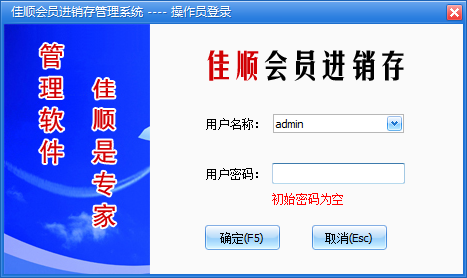 佳顺会员进销存管理系统 ---- 操作员登录
管理软件
佳顺是专家
佳顺会员进销存
用户名称： admin
用户密码：
初始密码为空
确定(F5) 取消(Esc)